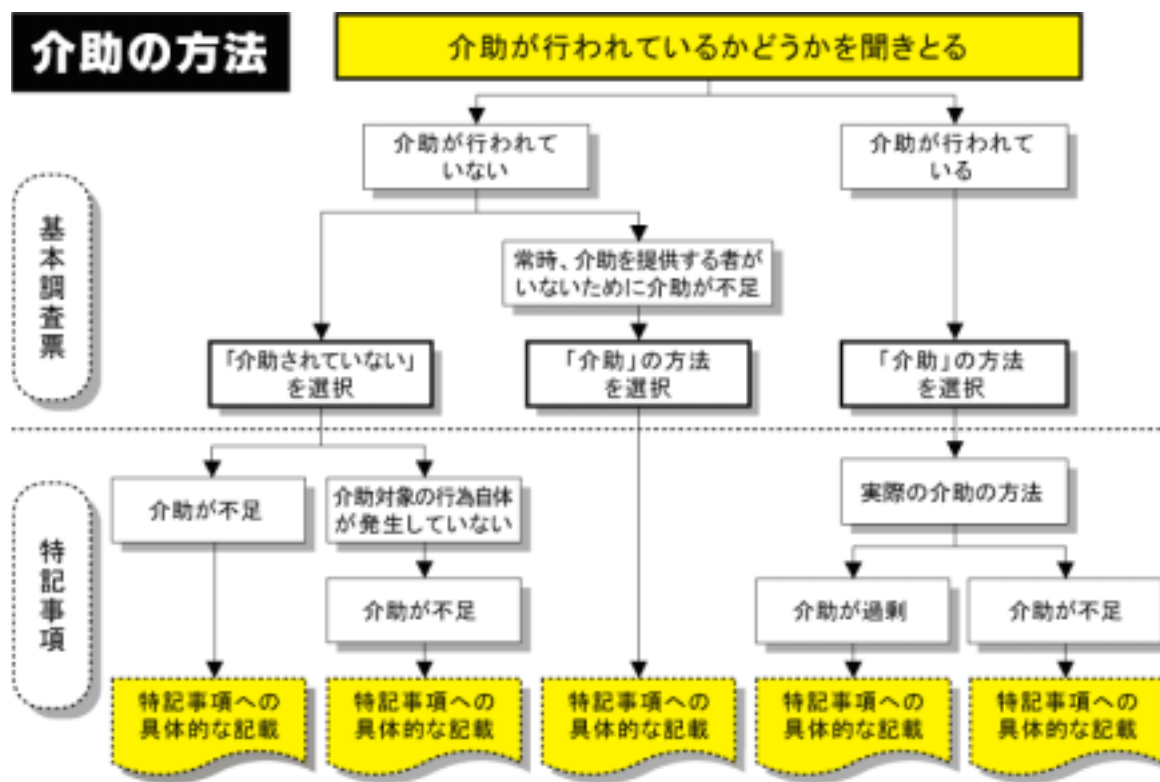 介助の方法
介助が行われているかどうかを聞きとる
介助が行われて
いない
介助が行われて
いる
基本調査票
常時、介助を提供する者が
いないために介助が不足
「介助されていない」
を選択
「介助」の方法
を選択
「介助」の方法
を選択
特記事項
介助が不足
介助対象の行為自体
が発生していない
実際の介助の方法
介助が不足
介助が過剰
介助が不足
特記事項への
具体的な記載
特記事項への
具体的な記載
特記事項への
具体的な記載
特記事項への
具体的な記載
特記事項への
具体的な記載